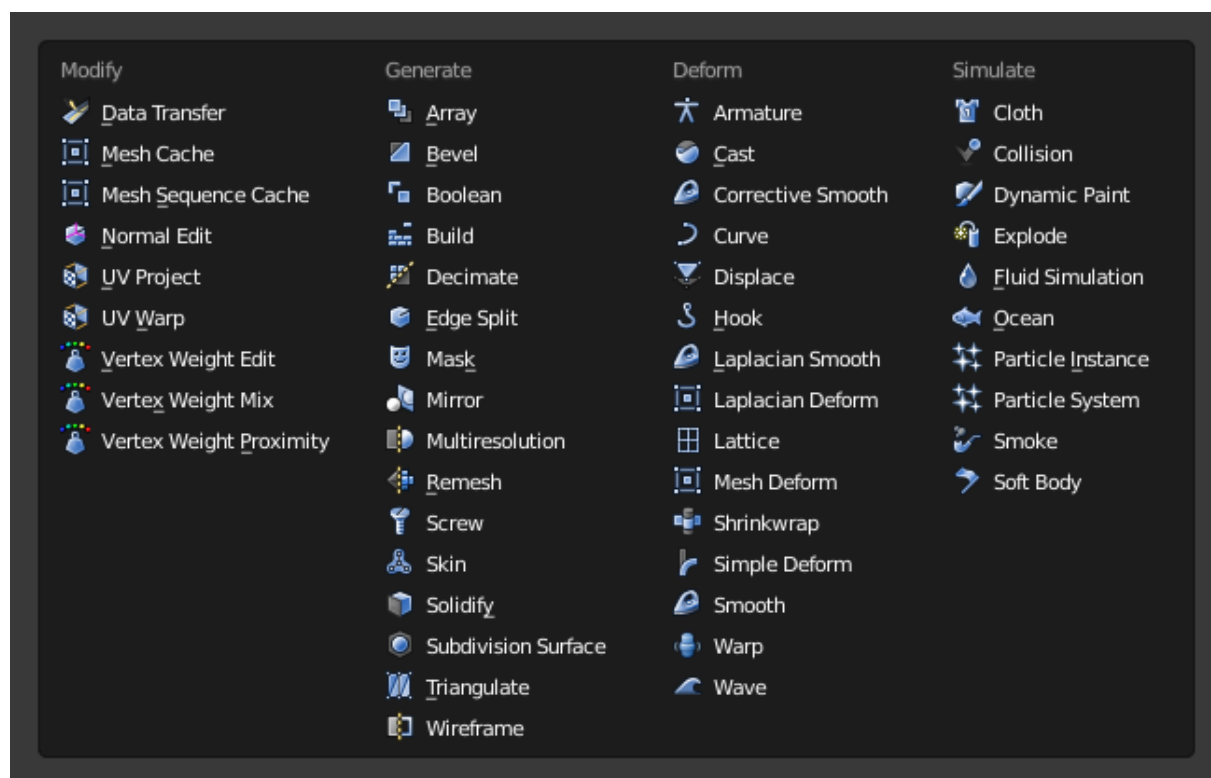 Modify
Data Transfer
Mesh Cache
Mesh Sequence Cache
Normal Edit
UV Project
UV Warp
Vertex Weight Edit
Vertex Weight Mix
Vertex Weight Proximity
Generate
Array
Bevel
Boolean
Build
Decimate
Edge Split
Mask
Mirror
Multiresolution
Remesh
Screw
Skin
Solidify
Subdivision Surface
Triangulate
Wireframe
Deform
Armature
Cast
Corrective Smooth
Curve
Displace
Hook
Laplacian Smooth
Laplacian Deform
Lattice
Mesh Deform
Shrinkwrap
Simple Deform
Smooth
Warp
Wave
Simulate
Cloth
Collision
Dynamic Paint
Explode
Fluid Simulation
Ocean
Particle Instance
Particle System
Smoke
Soft Body